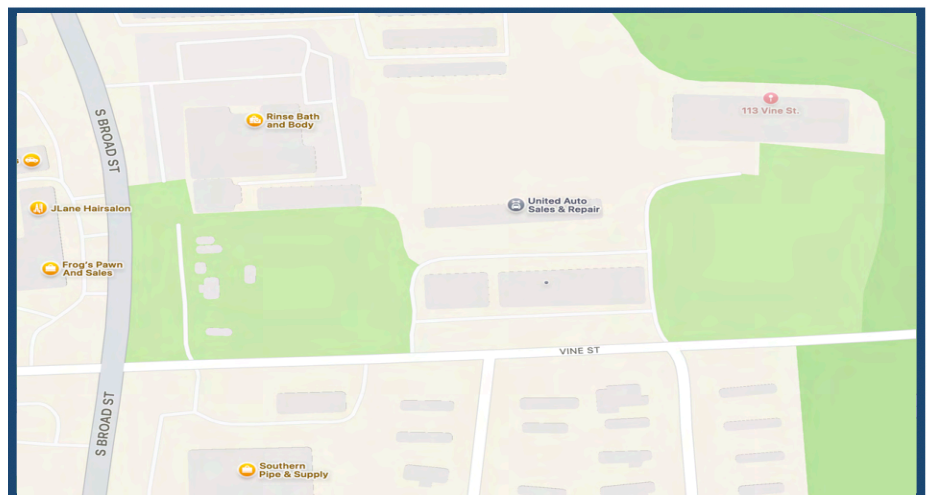 S BROAD ST
Rinse Bath
and Body
113 Vine St.
JLane Hairsalon
United Auto
Sales & Repair
Frog's Pawn
And Sales
VINE ST
S BROAD ST
Southern
Pipe & Supply